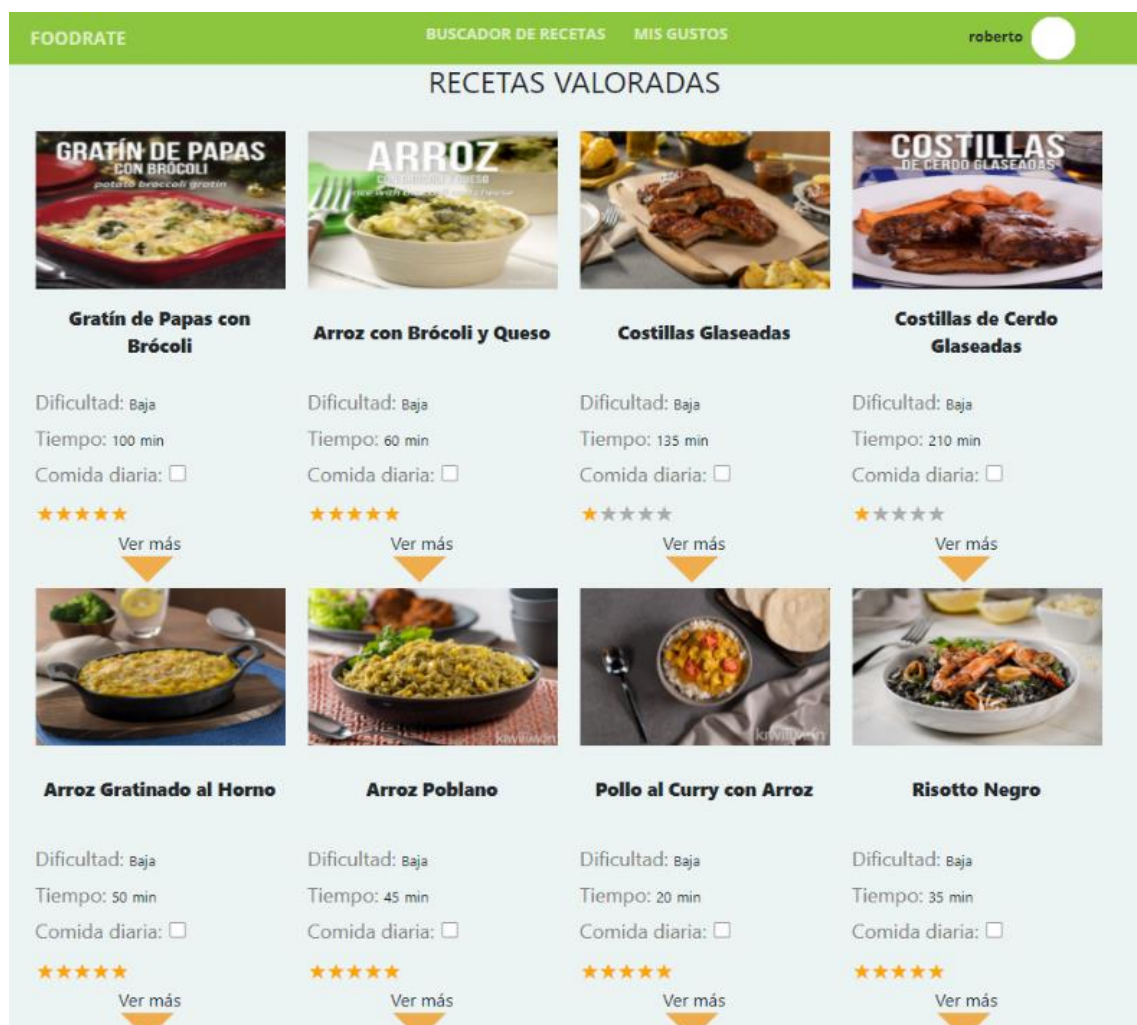 FOODRATE
BUSCADOR DE RECETAS MIS GUSTOS
roberto
RECETAS VALORADAS
GRATÍN DE PAPAS
CON BRÓCOLI
potato broccoli gratin
ARROZ
COSTILLAS
DE CERDO GLASEADAS
Gratín de Papas con
Brócoli
Arroz con Brócoli y Queso
Costillas Glaseadas
Costillas de Cerdo
Glaseadas
Dificultad: Baja
Dificultad: Baja
Dificultad: Baja
Dificultad: Baja
Tiempo: 100 min
Tiempo: 60 min
Tiempo: 135 min
Tiempo: 210 min
Comida diaria:
Comida diaria:
Comida diaria:
Comida diaria:
Ver más
Ver más
Ver más
Ver más
kiwilimón
kiwilimón
Arroz Gratinado al Horno
Arroz Poblano
Pollo al Curry con Arroz
Risotto Negro
Dificultad: Baja
Dificultad: Baja
Dificultad: Baja
Dificultad: Baja
Tiempo: 50 min
Tiempo: 45 min
Tiempo: 20 min
Tiempo: 35 min
Comida diaria:
Comida diaria:
Comida diaria:
Comida diaria:
Ver más
Ver más
Ver más
Ver más